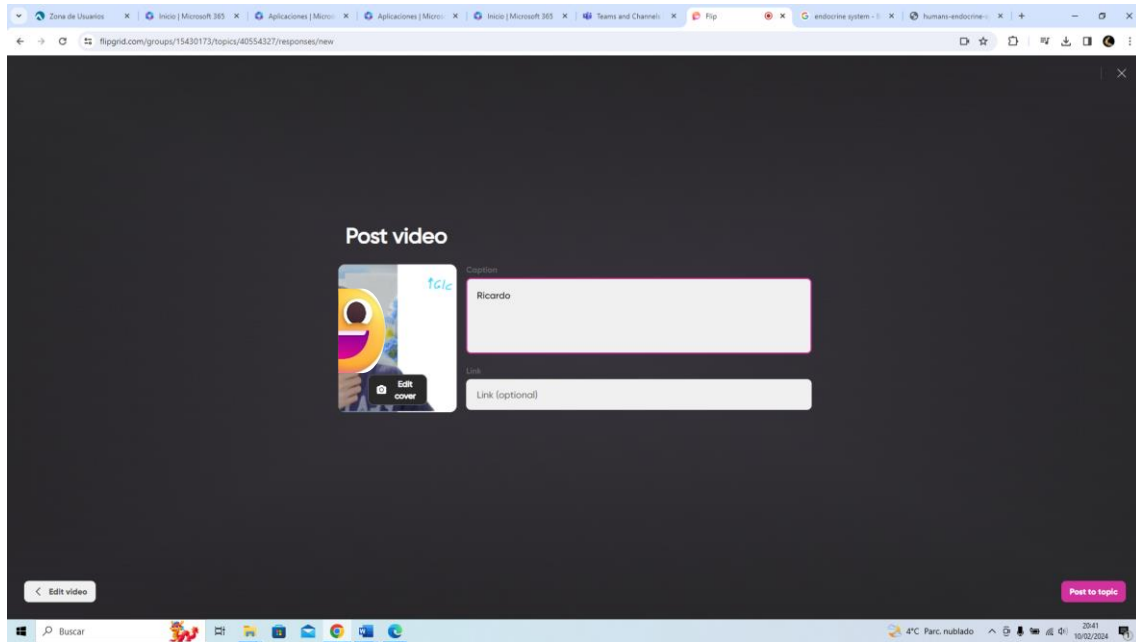 Zona de Usuarios
Inicio | Microsoft 365
Aplicaciones | Micros
Aplicaciones | Micros
Inicio | Microsoft 365
Teams and Channels
Flip
endocrine system - 
humans-endocrine-
flipgrid.com/groups/15430173/topics/40554327/responses/new
Post video
↑Glc
Edit cover
Caption
Ricardo
Link
Link (optional)
Edit video
Post to topic
Buscar
4°C Parc. nublado
20:41
10/02/2024